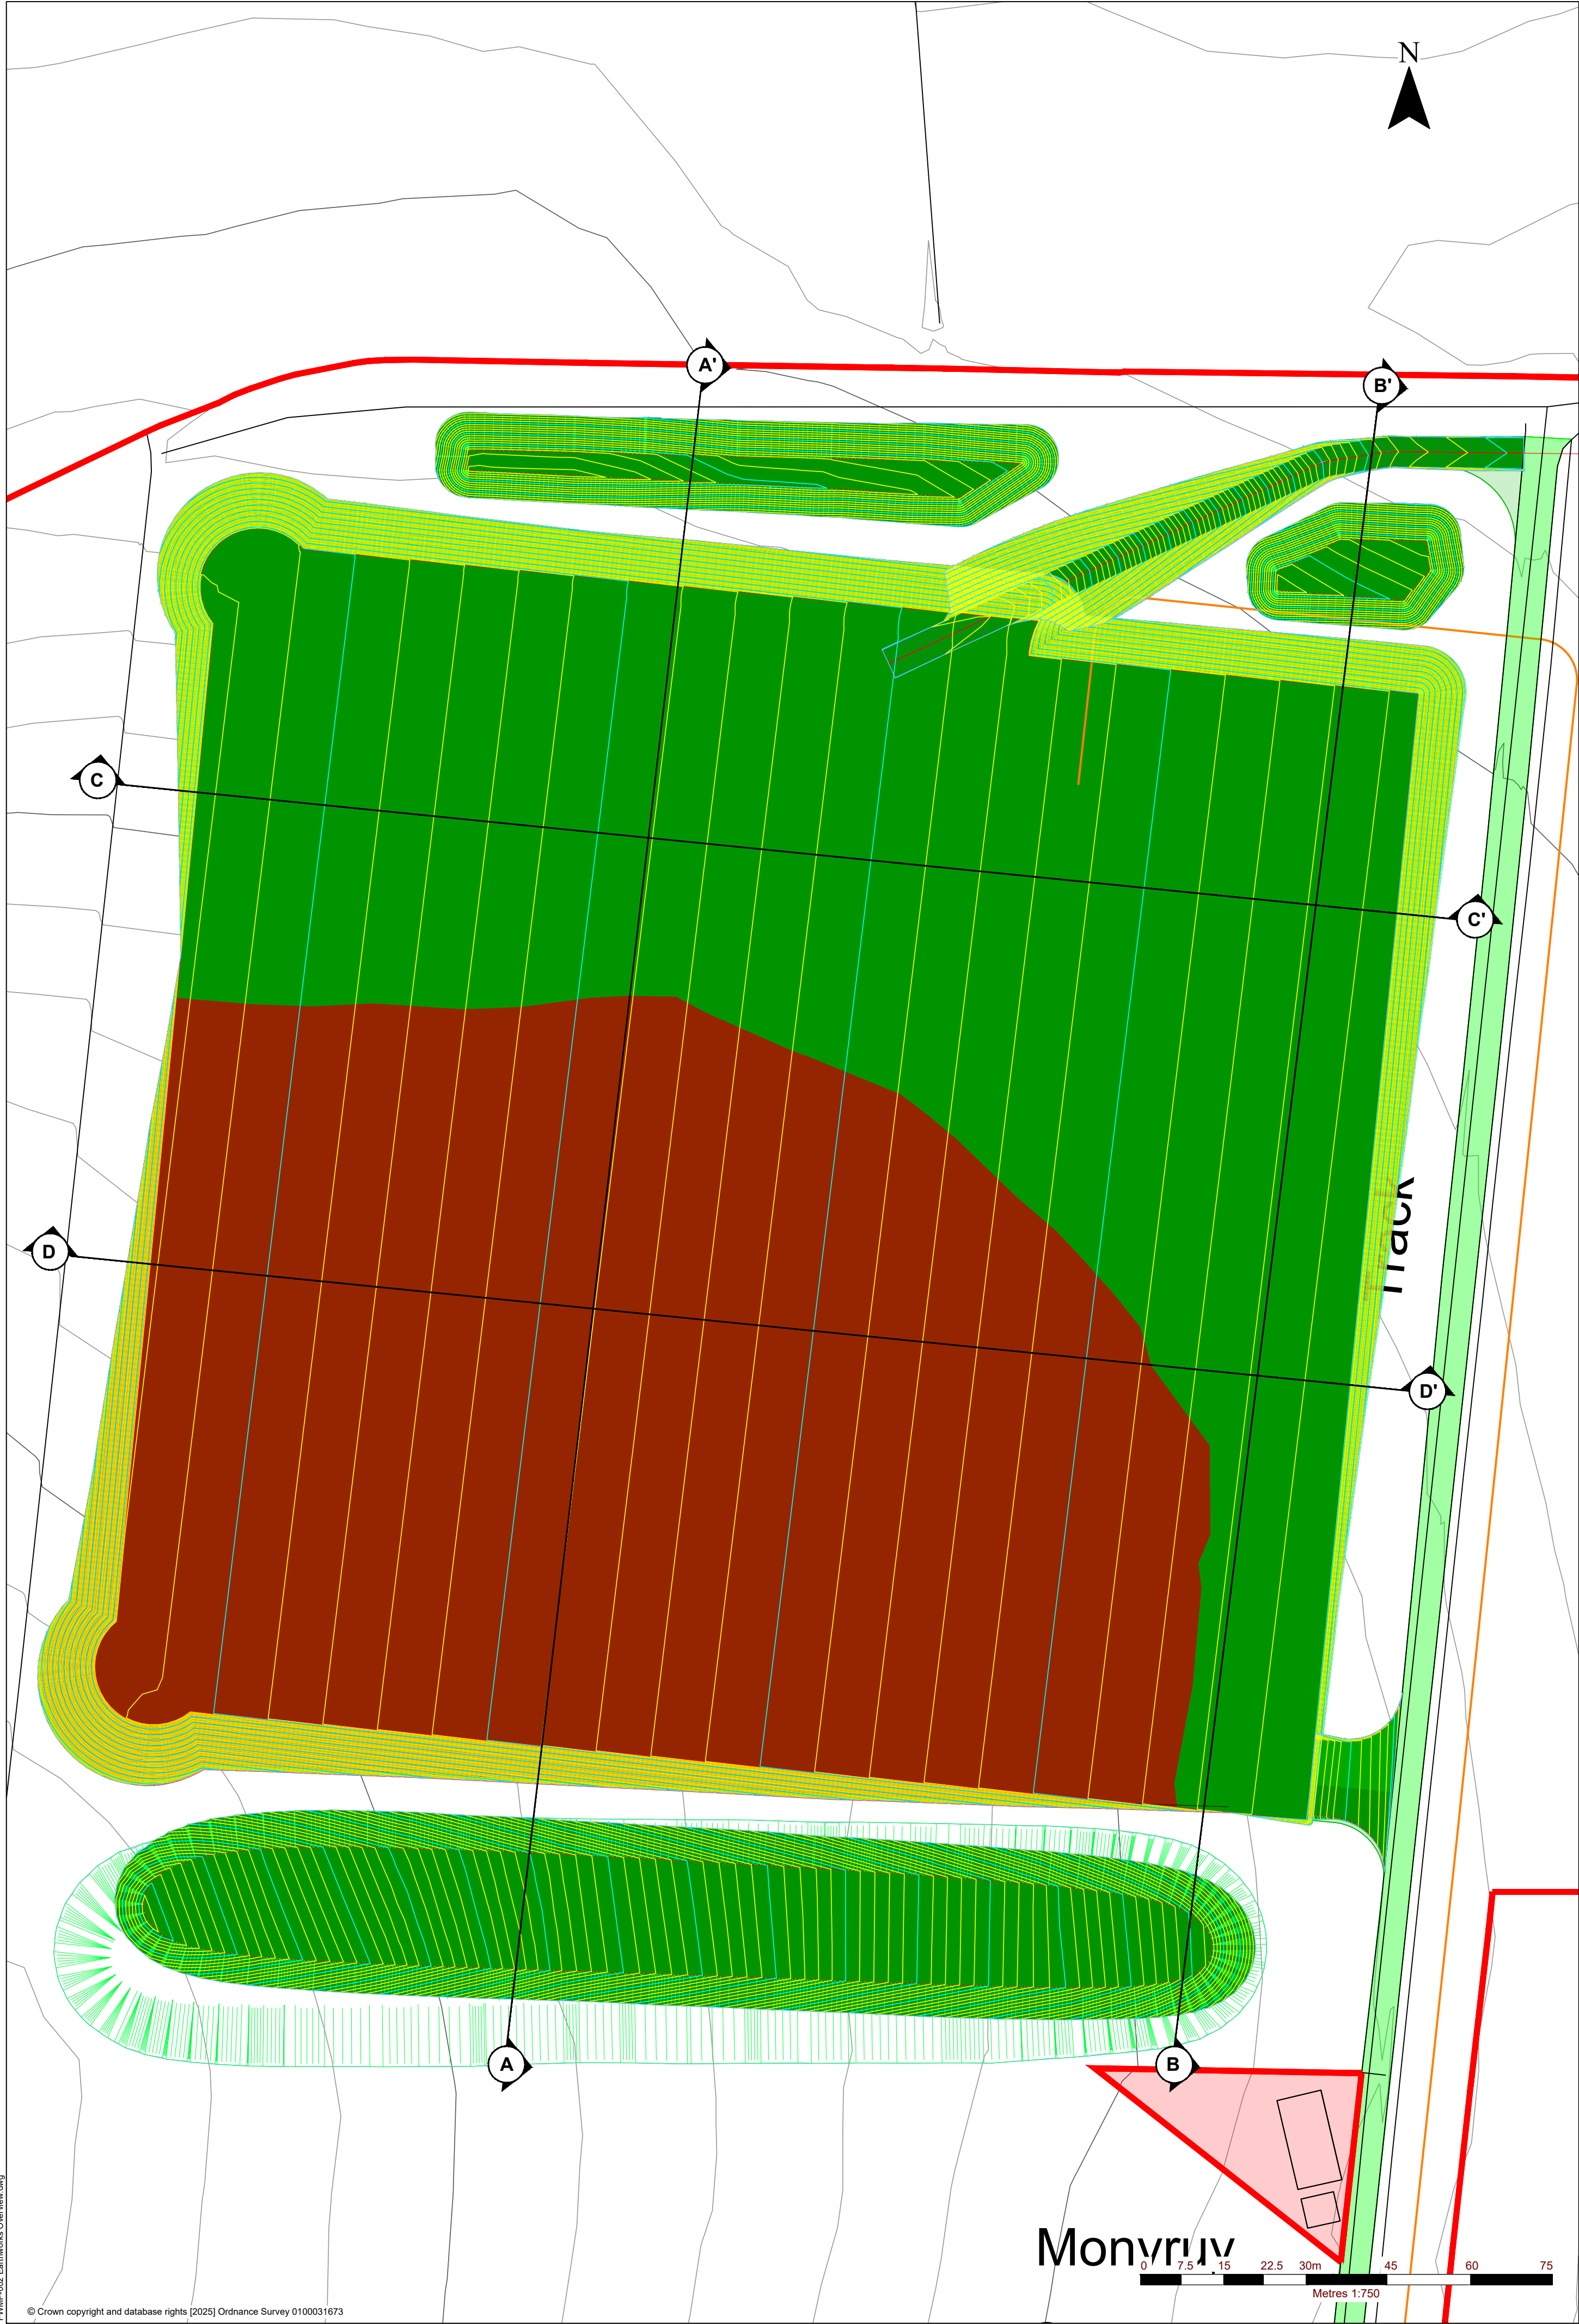 N
A'
B'
C
C'
Track
D
D'
A
B
Monyruy
0 7.5 15 22.5 30m 45 60 75
Metres 1:750
© Crown copyright and database rights [2025] Ordnance Survey 0100031673